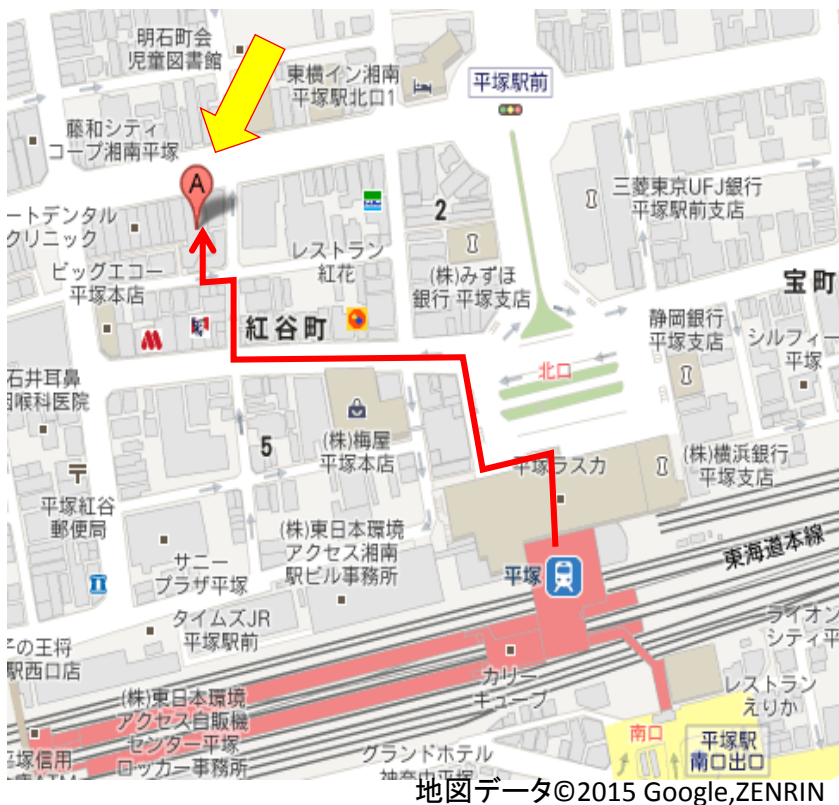 明石町会
児童図書館
東横イン湘南
平塚駅北口1
平塚駅前
藤和シティ
コープ湘南平塚
A
三菱東京UFJ銀行
平塚駅前支店
ートデンタル
クリニック
2
レストラン
紅花
(株)みずほ
銀行 平塚支店
ビッグエコー
平塚本店
宝町
紅谷町
静岡銀行
平塚支店
シルフィー
平塚
北口
石井耳鼻
咽喉科医院
5
(株)梅屋
平塚本店
平塚ラスカ
(株)横浜銀行
平塚支店
平塚紅谷
郵便局
(株)東日本環境
アクセス湘南
駅ビル事務所
サニー
プラザ平塚
東海道本線
平塚
タイムズJR
平塚駅前
ライオン
シティ平
子の王将
駅西口店
カリー
キューブ
レストラン
えりか
(株)東日本環境
アクセス自販機
センター平塚
ロッカー事務所
南口
平塚駅
南口出口
平塚信用
グランドホテル
神奈中平塚
地図データ©2015 Google,ZENRIN